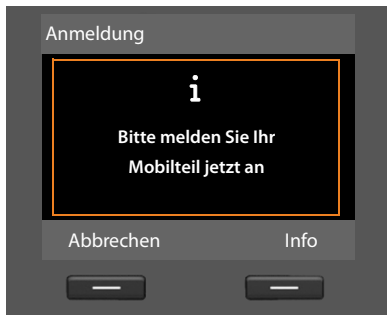 Anmeldung
i
Bitte melden Sie Ihr
Mobilteil jetzt an
Abbrechen Info